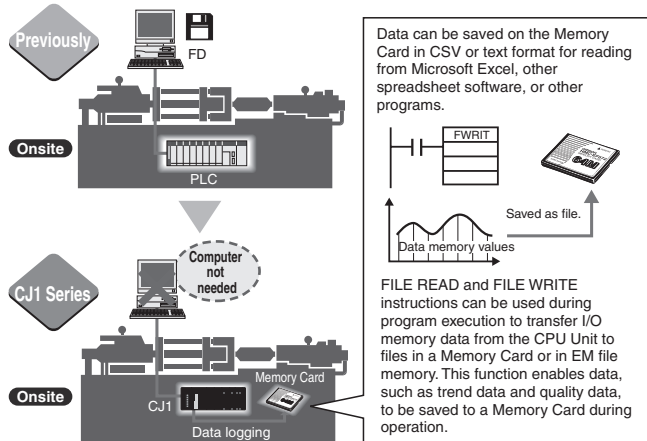 Previously
FD
Onsite
PLC
Computer
not
needed
CJ1 Series
Onsite
CJ1
Memory Card
Data logging
Data can be saved on the Memory
Card in CSV or text format for reading
from Microsoft Excel, other
spreadsheet software, or other
programs.
FWRIT
64M
Saved as file.
Data memory values
FILE READ and FILE WRITE
instructions can be used during
program execution to transfer I/O
memory data from the CPU Unit to
files in a Memory Card or in EM file
memory. This function enables data,
such as trend data and quality data,
to be saved to a Memory Card during
operation.